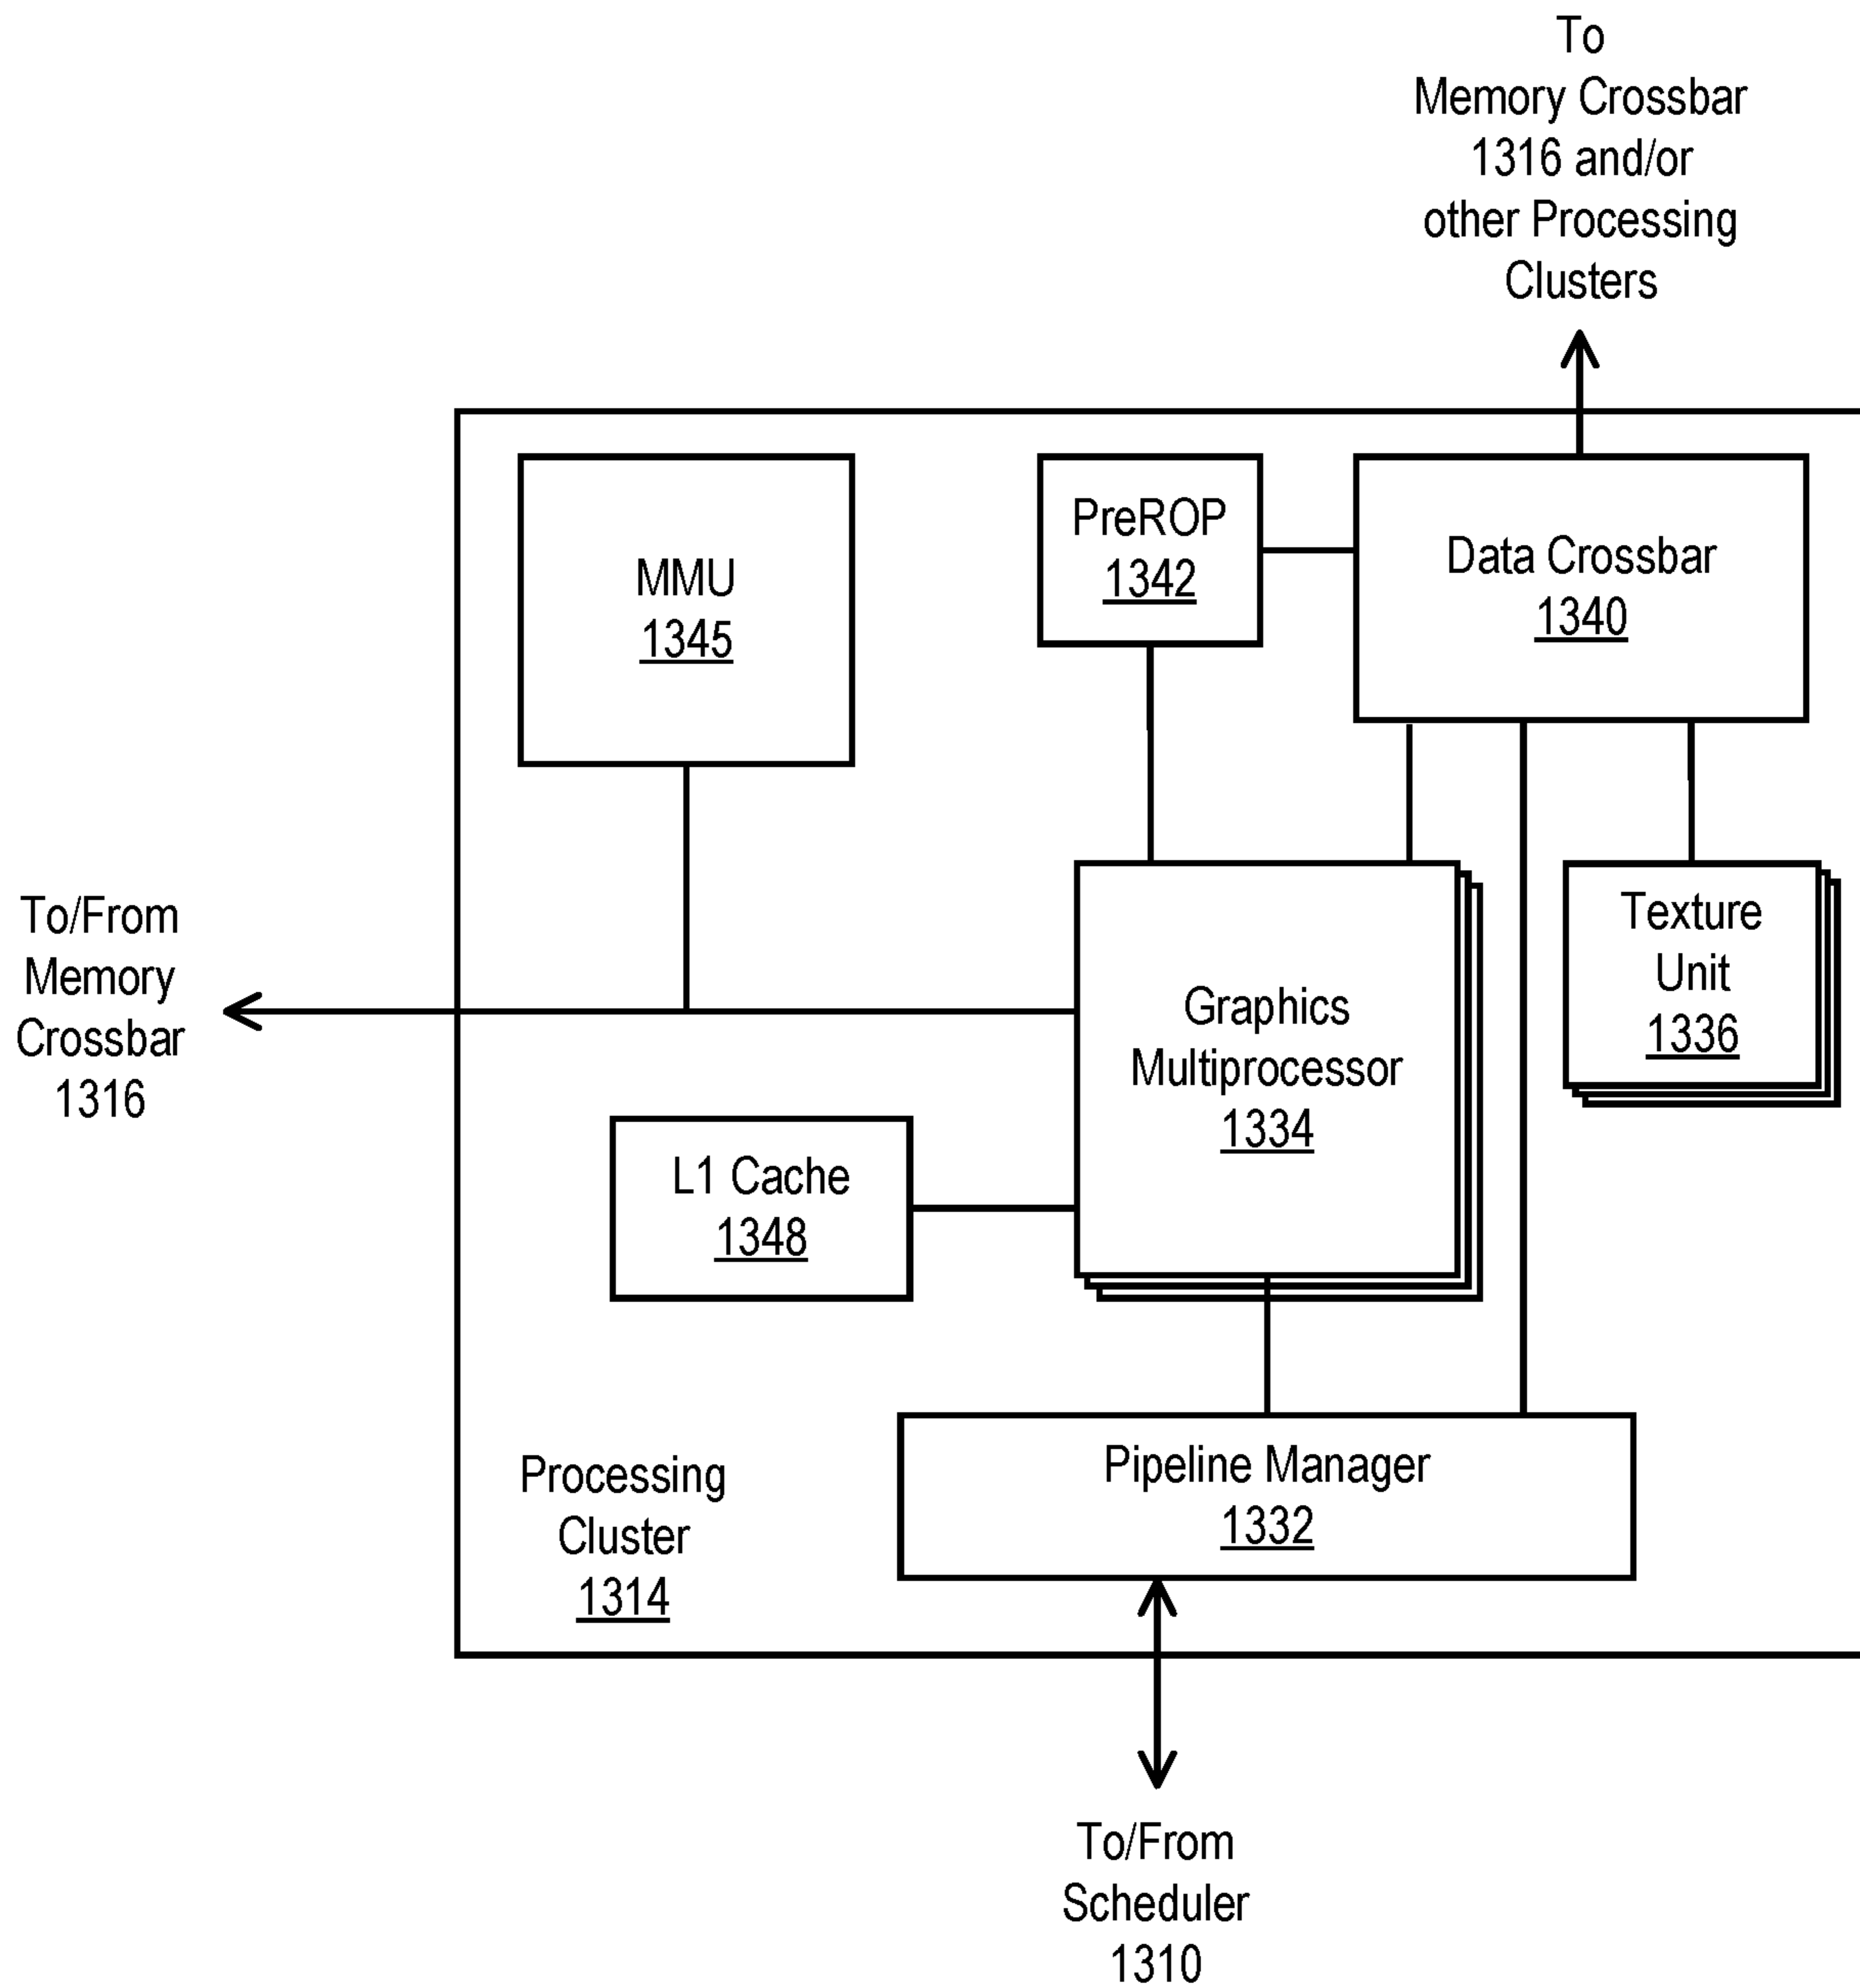 To
Memory Crossbar
1316 and/or
other Processing
Clusters
MMU
1345
PreROP
1342
Data Crossbar
1340
To/From
Memory
Crossbar
1316
Graphics
Multiprocessor
1334
Texture
Unit
1336
L1 Cache
1348
Processing
Cluster
1314
Pipeline Manager
1332
To/From
Scheduler
1310